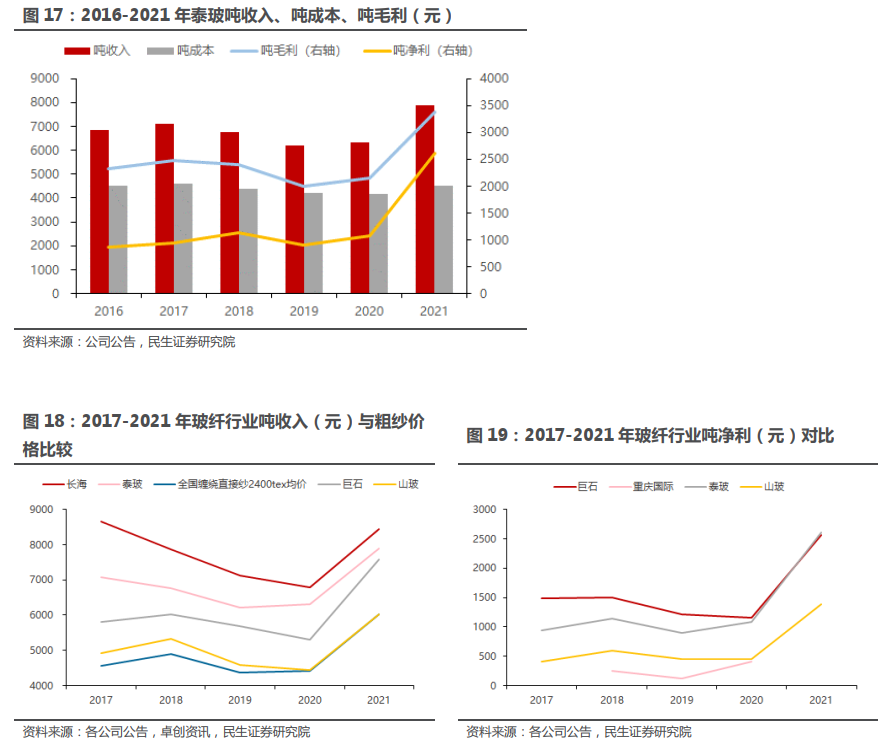 图 17：2016-2021 年泰玻吨收入、吨成本、吨毛利（元）
吨收入 吨成本 吨毛利（右轴） 吨净利（右轴）
9000 4000
8000 3500
7000 3000
6000 2500
5000 2000
4000 1500
3000 1000
2000 500
1000 0
0
2016 2017 2018 2019 2020 2021
资料来源：公司公告，民生证券研究院
图 18：2017-2021 年玻纤行业吨收入（元）与粗纱价
格比较
长海 泰玻 全国缠绕直接纱2400tex均价 巨石 山玻
9000
8000
7000
6000
5000
4000
2017 2018 2019 2020 2021
资料来源：各公司公告，卓创资讯，民生证券研究院
图 19：2017-2021 年玻纤行业吨净利（元）对比
巨石 重庆国际 泰玻 山玻
3000
2500
2000
1500
1000
500
0
2017 2018 2019 2020 2021
资料来源：各公司公告，民生证券研究院